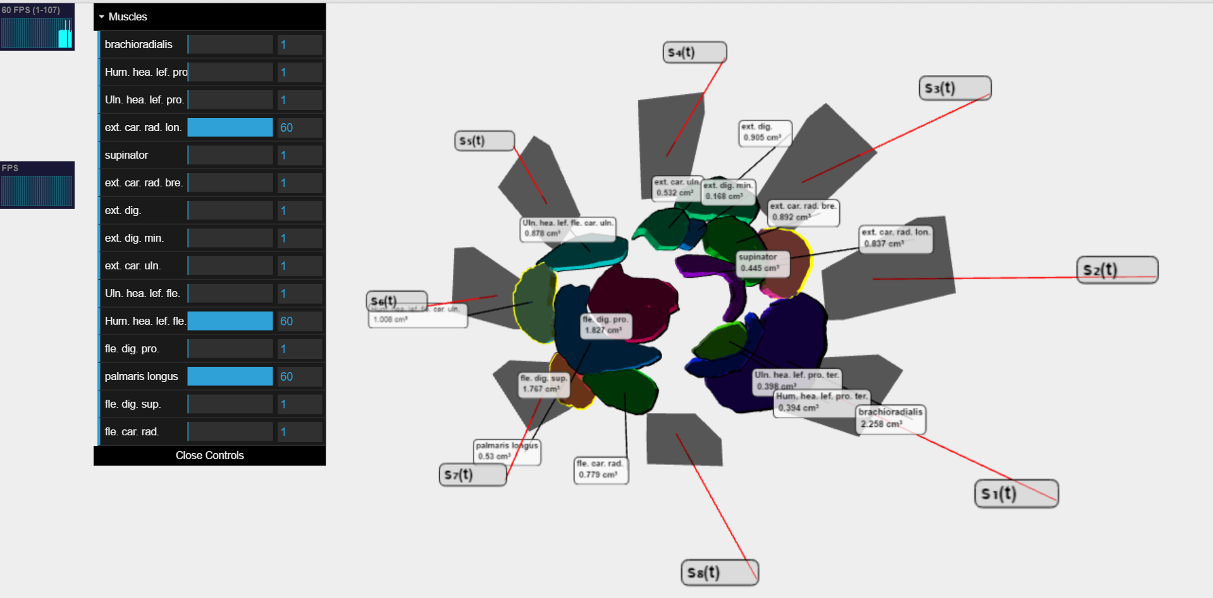 60 FPS (1-107)
FPS
Muscles
brachioradialis 1
Hum. hea. lef. pro 1
Uln. hea. lef. pro. 1
ext. car. rad. lon. 60
supinator 1
ext. car. rad. bre. 1
ext. dig. 1
ext. dig. min. 1
ext. car. uln. 1
Uln. hea. lef. fle. 1
Hum. hea. lef. fle. 60
fle. dig. pro. 1
palmaris longus 60
fle. dig. sup. 1
fle. car. rad. 1
Close Controls
S4(t)
S3(t)
S5(t)
ext. dig.
0.905 cm³
ext. car. uln.
0.532 cm³
ext. dig. min.
0.168 cm³
ext. car. rad. bre.
0.892 cm³
Uln. hea. lef. fle. car. uln.
0.878 cm³
ext. car. rad. lon.
0.837 cm³
supinator
0.445 cm³
S2(t)
S6(t)
car. uln.
1.008 cm³
fle. dig. pro.
1.827 cm³
fle. dig. sup.
1.767 cm³
Uln. hea. lef. pro. ter.
0.398 cm³
Hum. hea. lef. pro. ter.
0.394 cm³
brachioradialis
2.258 cm³
palmaris longus
0.53 cm³
S7(t)
fle. car. rad.
0.779 cm³
S1(t)
S8(t)